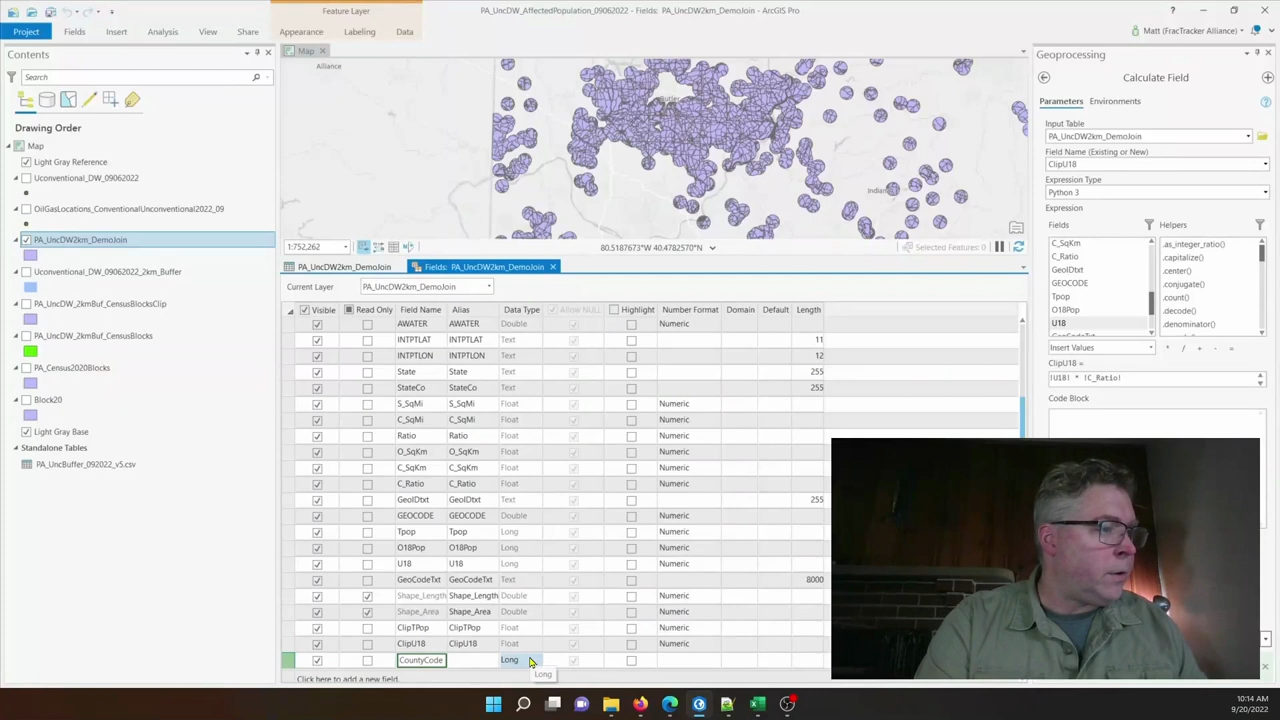 Feature Layer
PA_UncDW_AffectedPopulation_09062022 - Fields: PA_UncDW2km_DemoJoin - ArcGIS Pro
Project Fields Insert Analysis View Share Appearance Labeling Data
Matt (FracTracker Alliance)
Contents
Search
Drawing Order
Map
Light Gray Reference
Unconventional_DW_09062022
OilGasLocations_ConventionalUnconventional2022_09
PA_UncDW2km_DemoJoin
Unconventional_DW_09062022_2km_Buffer
PA_UncDW_2kmBuf_CensusBlocksClip
PA_UncDW_2kmBuf_CensusBlocks
PA_Census2020Blocks
Block20
Light Gray Base
Standalone Tables
PA_UncBuffer_092022_v5.csv
Map
Alliance
Butler
Indiana
1:752,262
80.5187673°W 40.4782570°N
Selected Features: 0
PA_UncDW2km_DemoJoin
Fields: PA_UncDW2km_DemoJoin
Current Layer PA_UncDW2km_DemoJoin
Visible Read Only Field Name Alias Data Type Allow NULL Highlight Number Format Domain Default Length
AWATER AWATER Double Numeric
INTPTLAT INTPTLAT Text 11
INTPTLON INTPTLON Text 12
State State Text 255
StateCo StateCo Text 255
S_SqMi S_SqMi Float Numeric
C_SqMi C_SqMi Float Numeric
Ratio Ratio Float Numeric
O_SqKm O_SqKm Float Numeric
C_SqKm C_SqKm Float Numeric
C_Ratio C_Ratio Float Numeric
GeoIDtxt GeoIDtxt Text 255
GEOCODE GEOCODE Double Numeric
Tpop Tpop Long Numeric
O18Pop O18Pop Long Numeric
U18 U18 Long Numeric
GeoCodeTxt GeoCodeTxt Text 8000
Shape_Length Shape_Length Double Numeric
Shape_Area Shape_Area Double Numeric
ClipTPop ClipTPop Float Numeric
ClipU18 ClipU18 Float Numeric
CountyCode Long
Long
Click here to add a new field.
Geoprocessing
Calculate Field
Parameters Environments
Input Table
PA_UncDW2km_DemoJoin
Field Name (Existing or New)
ClipU18
Expression Type
Python 3
Expression
Fields Helpers
C_SqKm
C_Ratio
GeoIDtxt
GEOCODE
Tpop
O18Pop
U18
GeoCodeTxt
.as_integer_ratio()
.capitalize()
.center()
.conjugate()
.count()
.decode()
.denominator()
Insert Values * / + - =
ClipU18 =
!U18! * !C_Ratio!
Code Block
10:14 AM
9/20/2022